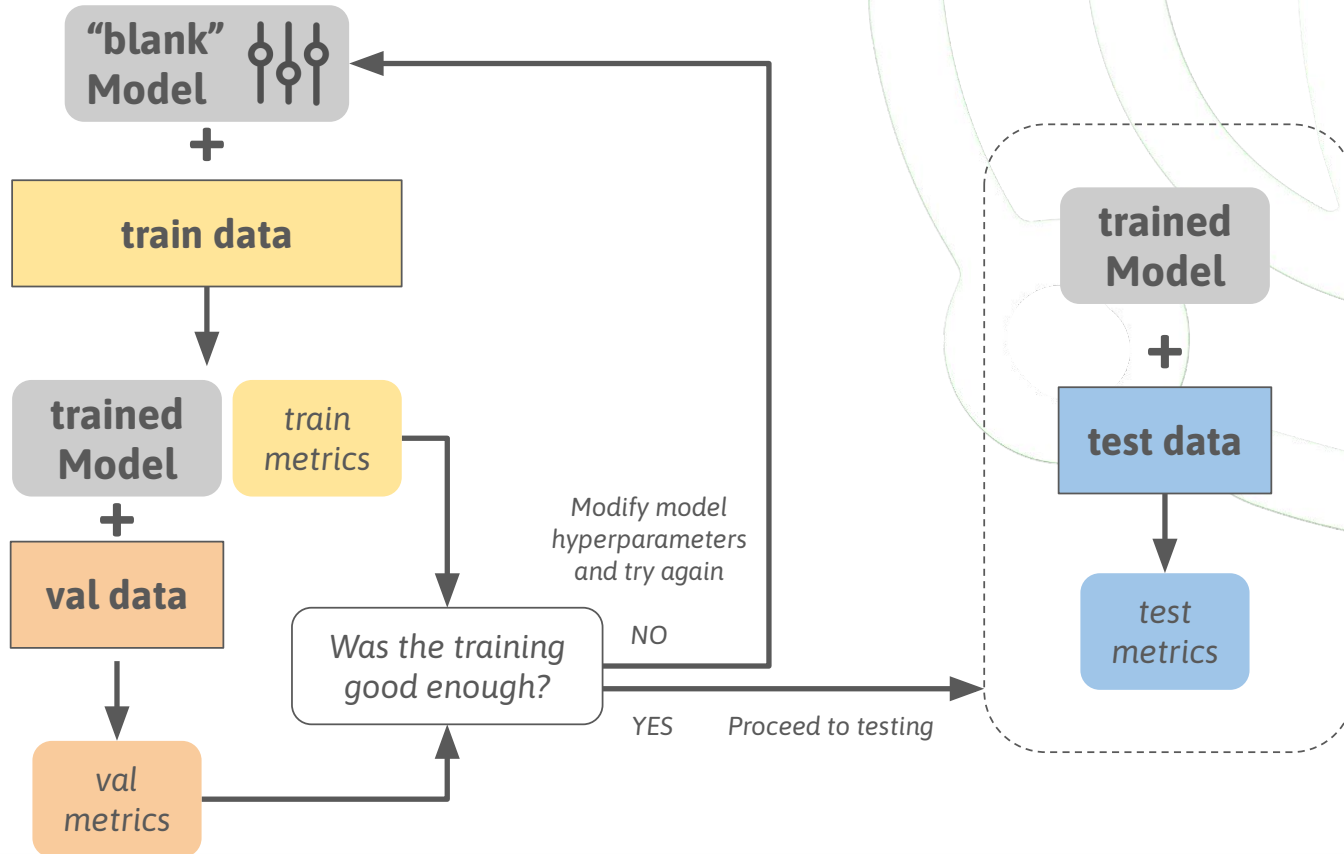 “blank”
Model
+
train data
trained
Model
train
metrics
+
val data
val
metrics
Was the training
good enough?
Modify model
hyperparameters
and try again
NO
YES
Proceed to testing
trained
Model
+
test data
test
metrics